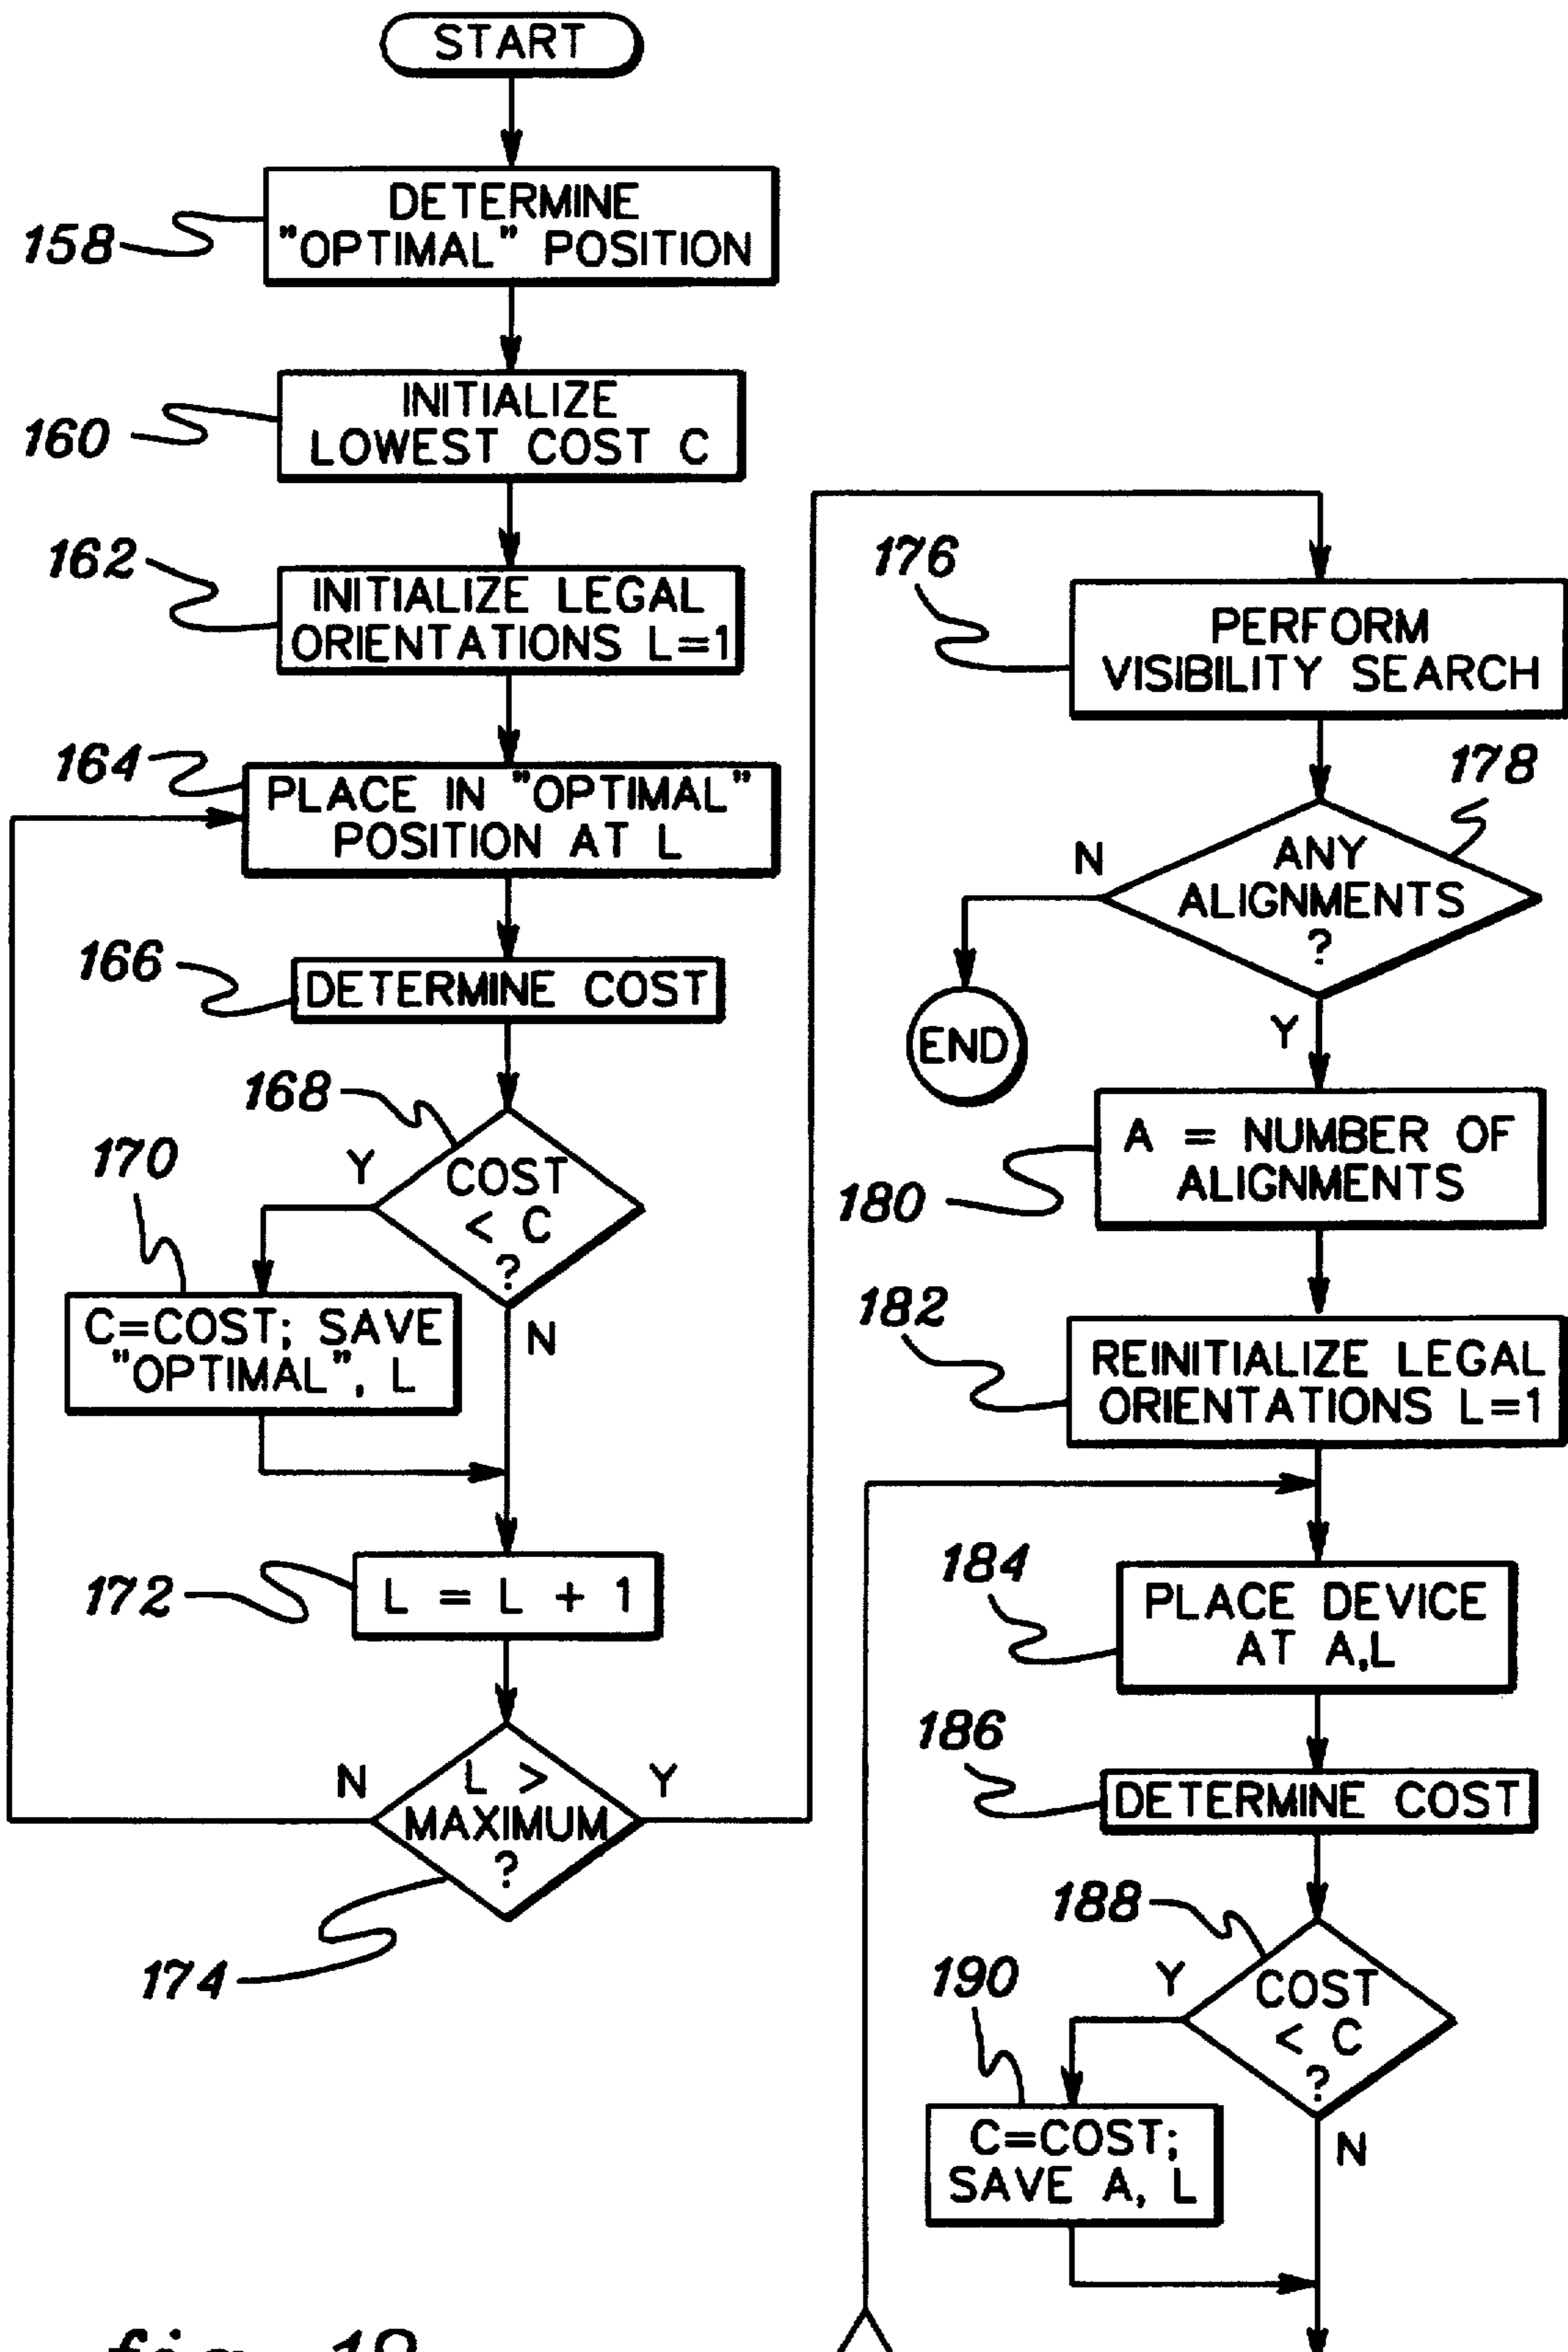 START
158
DETERMINE
"OPTIMAL" POSITION
160
INITIALIZE
LOWEST COST C
162
INITIALIZE LEGAL
ORIENTATIONS L=1
164
PLACE IN "OPTIMAL"
POSITION AT L
166
DETERMINE COST
168
COST
< C
?
Y
N
170
C=COST; SAVE
"OPTIMAL", L
172
L = L + 1
L >
MAXIMUM
?
N
Y
174
176
PERFORM
VISIBILITY SEARCH
178
ANY
ALIGNMENTS
?
N
END
Y
180
A = NUMBER OF
ALIGNMENTS
182
REINITIALIZE LEGAL
ORIENTATIONS L=1
184
PLACE DEVICE
AT A,L
186
DETERMINE COST
188
COST
< C
?
Y
N
190
C=COST;
SAVE A, L